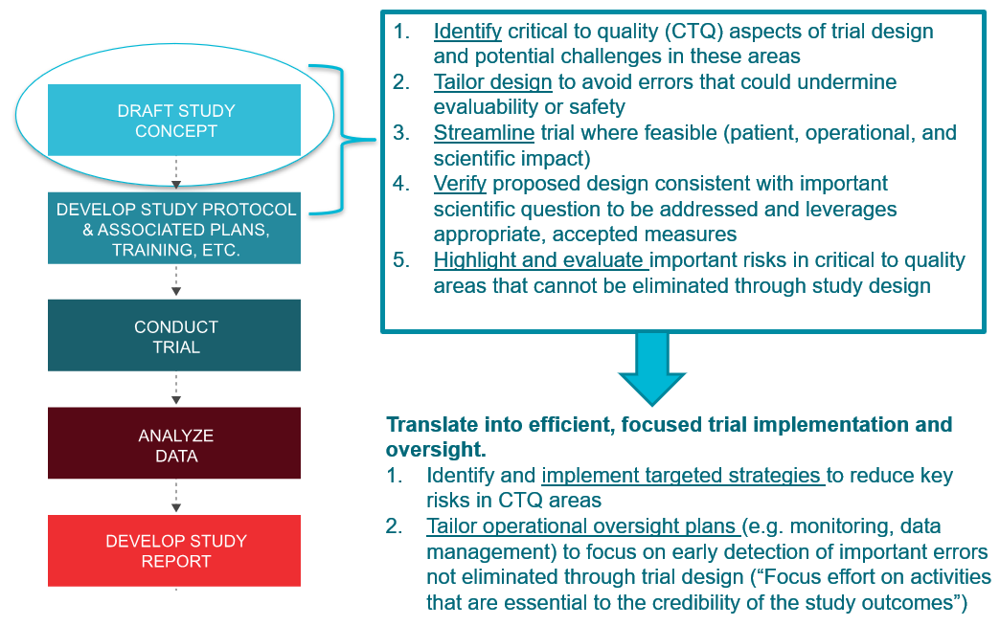 DRAFT STUDY
CONCEPT
DEVELOP STUDY PROTOCOL
& ASSOCIATED PLANS,
TRAINING, ETC.
CONDUCT
TRIAL
ANALYZE
DATA
DEVELOP STUDY
REPORT
1. Identify critical to quality (CTQ) aspects of trial design
and potential challenges in these areas
2. Tailor design to avoid errors that could undermine
evaluability or safety
3. Streamline trial where feasible (patient, operational, and
scientific impact)
4. Verify proposed design consistent with important
scientific question to be addressed and leverages
appropriate, accepted measures
5. Highlight and evaluate important risks in critical to quality
areas that cannot be eliminated through study design
Translate into efficient, focused trial implementation and
oversight.
1. Identify and implement targeted strategies to reduce key
risks in CTQ areas
2. Tailor operational oversight plans (e.g. monitoring, data
management) to focus on early detection of important errors
not eliminated through trial design (“Focus effort on activities
that are essential to the credibility of the study outcomes”)